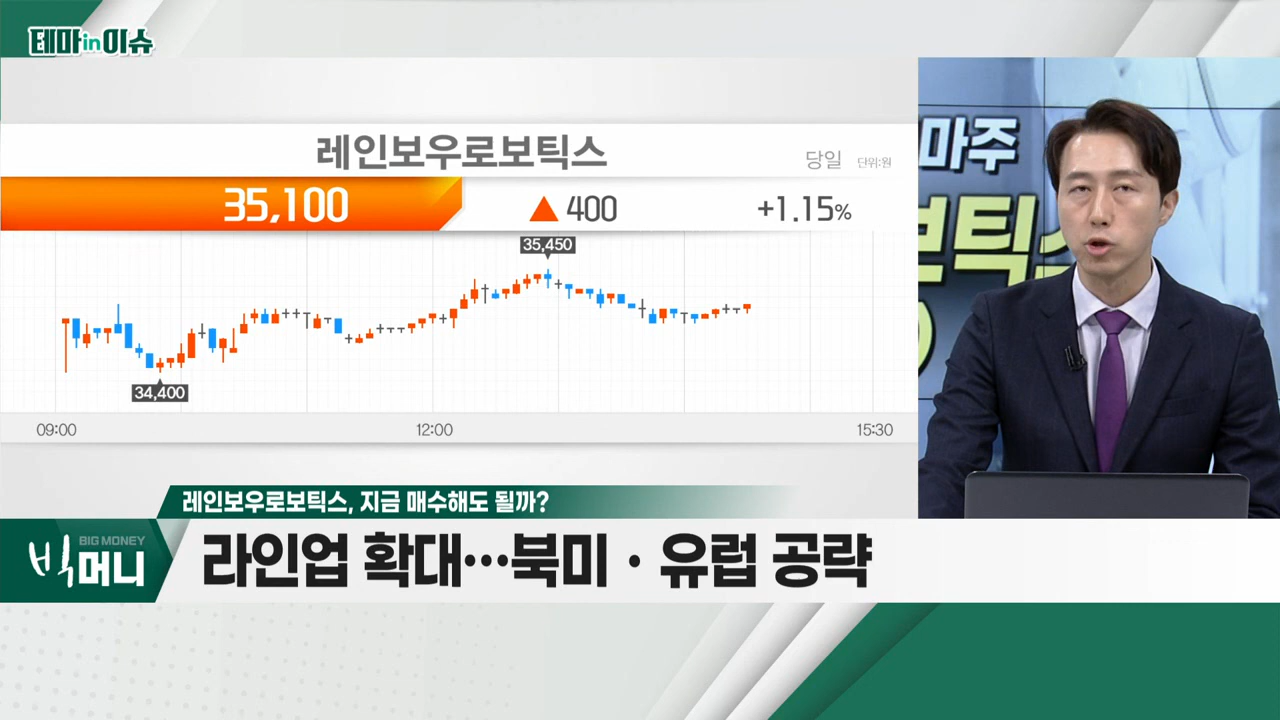 테마in이슈
레인보우로보틱스
당일 단위:원
35,100 ▲400 +1.15%
35,450
34,400
09:00 12:00 15:30
마주
보틱스
레인보우로보틱스, 지금 매수해도 될까?
BIG MONEY
빅머니
라인업 확대…북미·유럽 공략